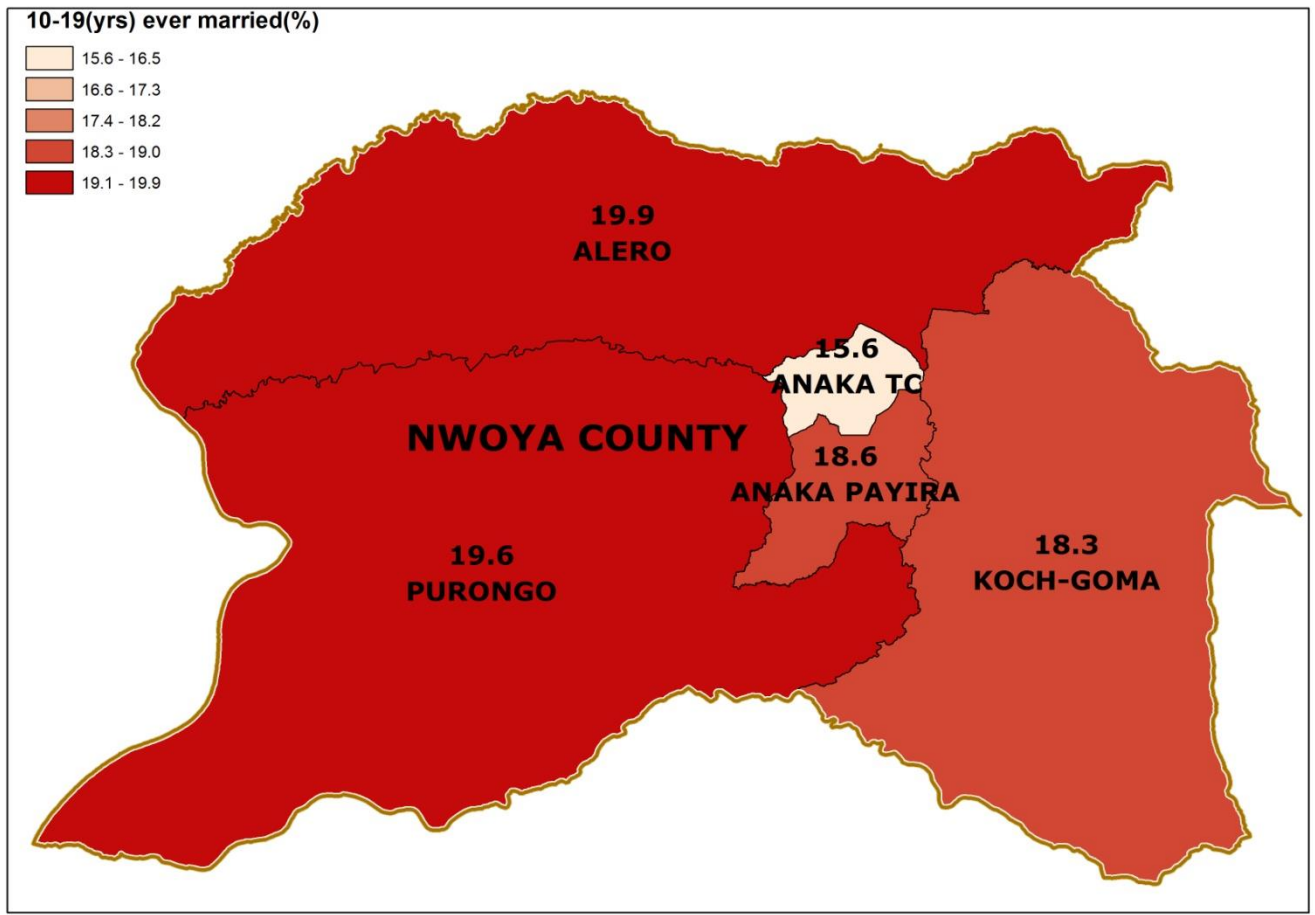 10-19(yrs) ever married(%)
15.6 - 16.5
16.6 - 17.3
17.4 - 18.2
18.3 - 19.0
19.1 - 19.9
19.9
ALERO
15.6
ANAKA TC
NWOYA COUNTY
18.6
ANAKA PAYIRA
19.6
PURONGO
18.3
KOCH-GOMA